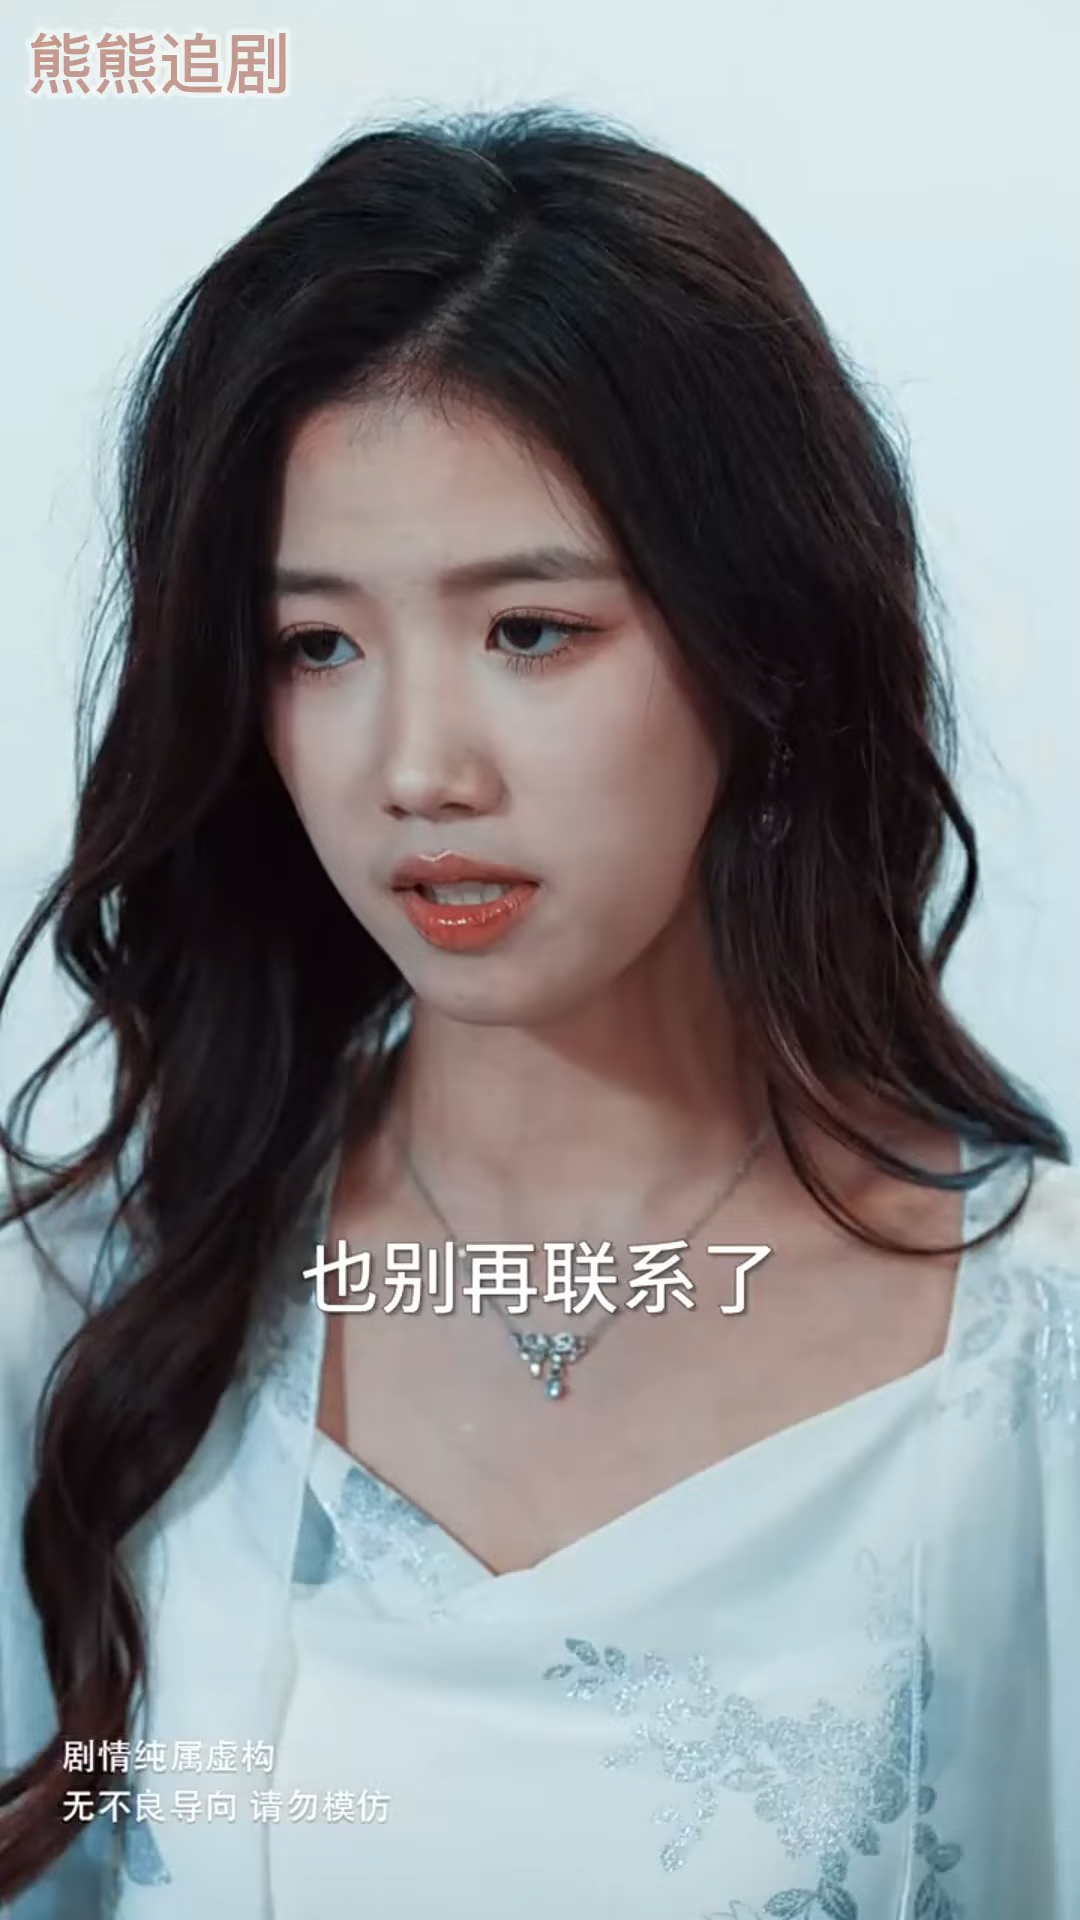 熊熊追剧
也别再联系了
剧情纯属虚构
无不良导向 请勿模仿